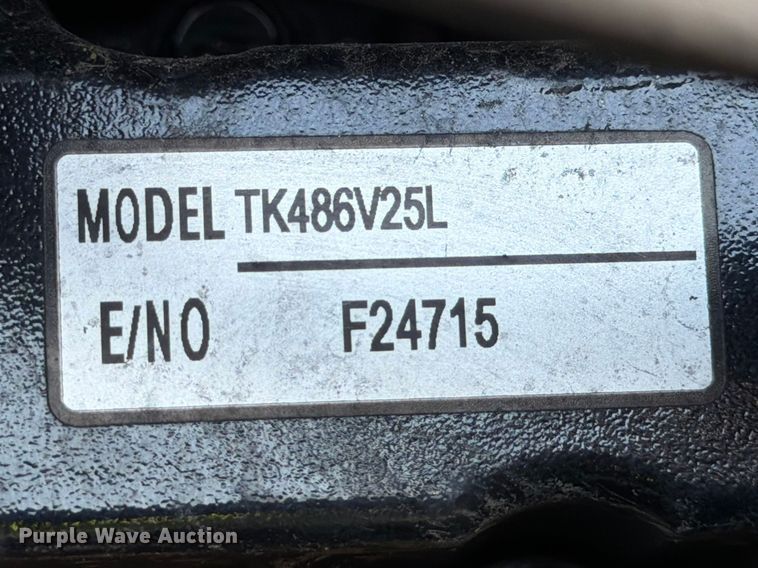 MODEL TK486V25L
E/NO F24715
Purple Wave Auction